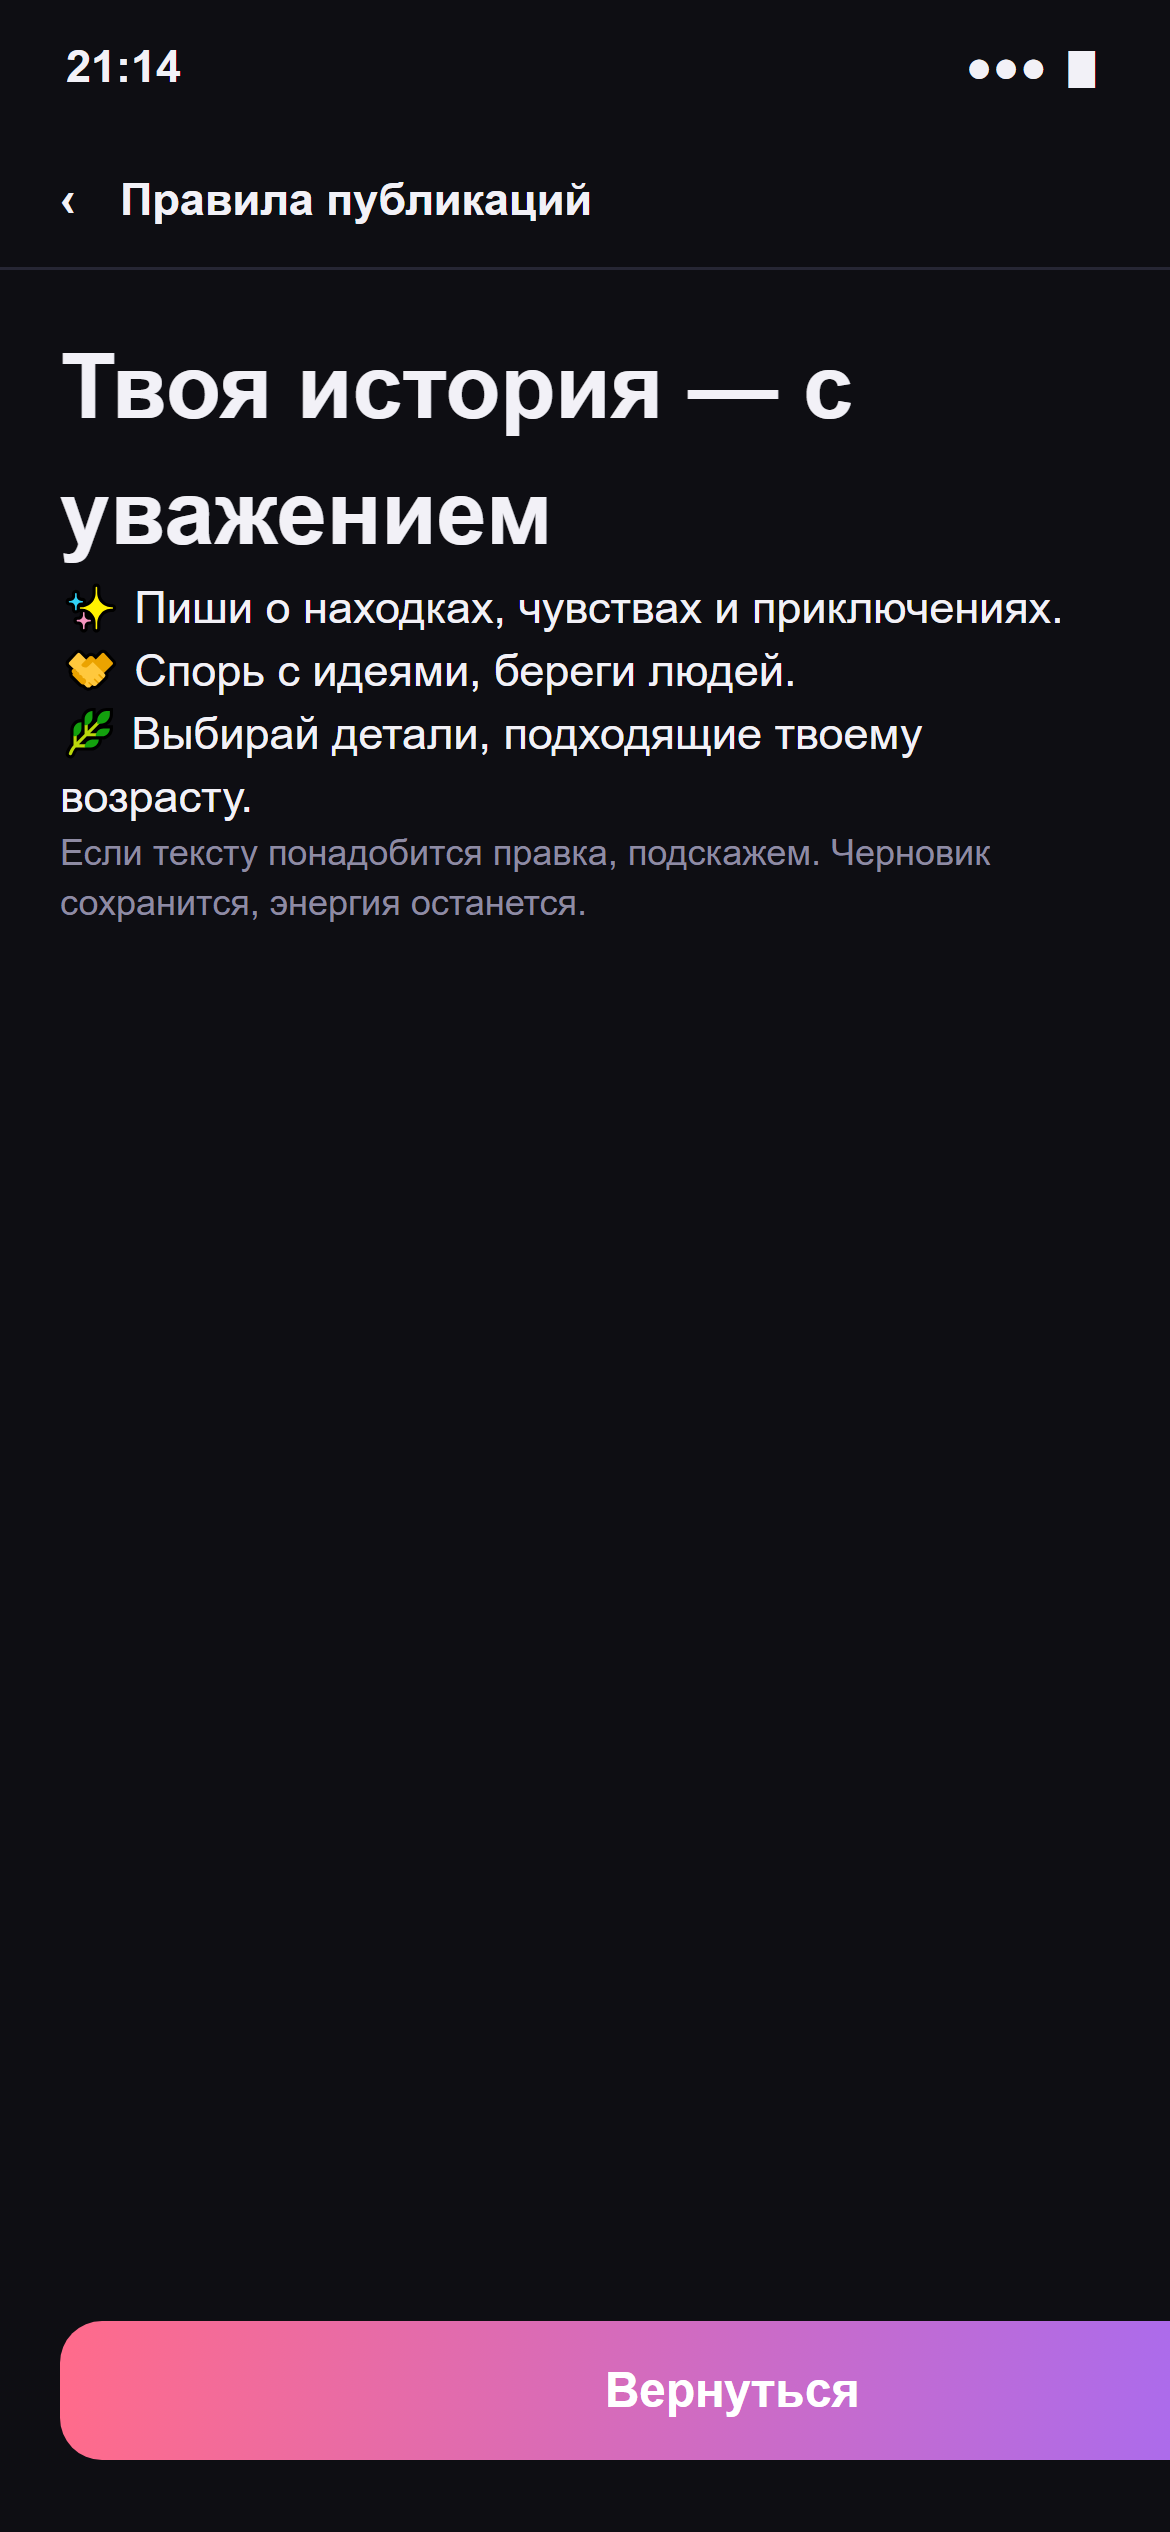 21:14
‹ Правила публикаций
Твоя история — с
уважением
✨ Пиши о находках, чувствах и приключениях.
🤝 Спорь с идеями, береги людей.
🌿 Выбирай детали, подходящие твоему
возрасту.
Если тексту понадобится правка, подскажем. Черновик
сохранится, энергия останется.
Вернуться